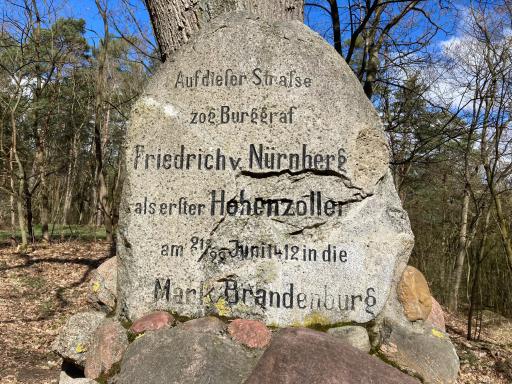 Auf dieſer Straſse
zog Burggraf
Friedrich v. Nürnberg
als erſter Hohenzoller
am 21/22 Juni 1412 in die
Mark Brandenburg